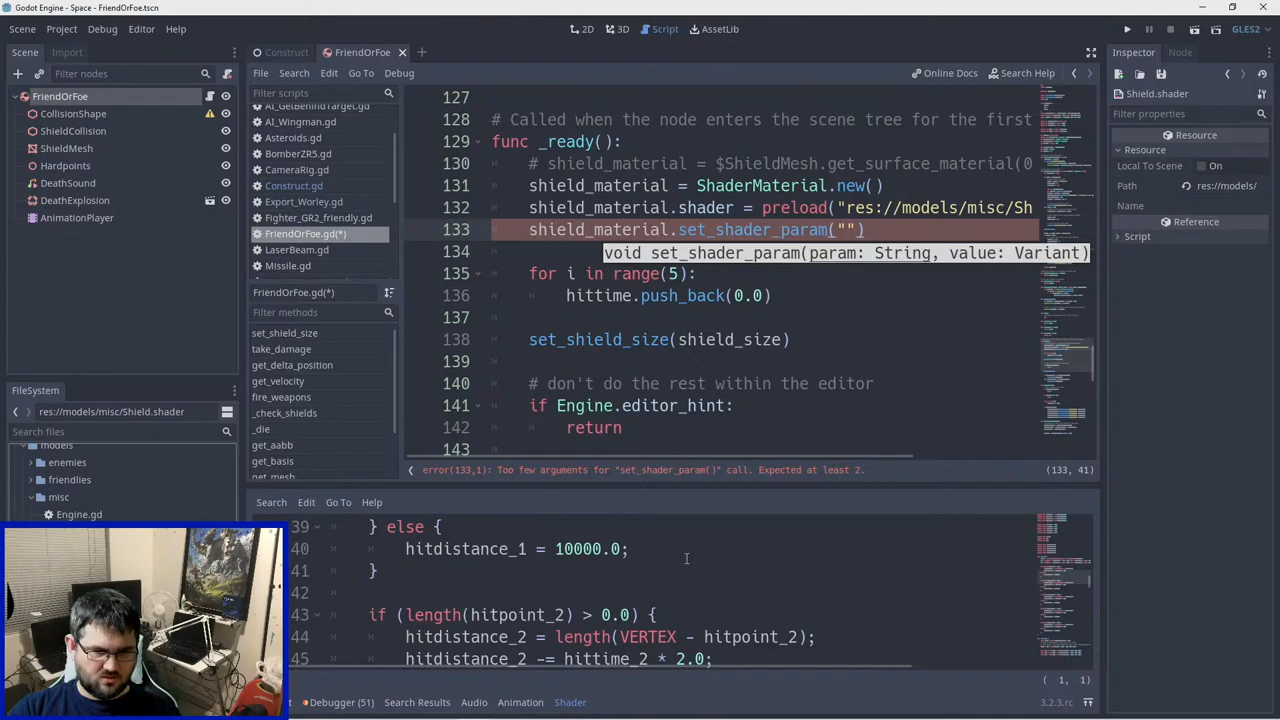 Godot Engine - Space - FriendOrFoe.tscn
Scene Project Debug Editor Help
2D 3D Script AssetLib
GLES2
Scene Import
Filter nodes
FriendOrFoe
CollisionShape
ShieldCollision
ShieldMesh
Hardpoints
DeathSound
DeathExplosion
AnimationPlayer
FileSystem
res://models/misc/Shield.shader
Search files
models
enemies
friendlies
misc
Engine.gd
Construct FriendOrFoe
File Search Edit Go To Debug
Online Docs Search Help
Filter scripts
AI_GetBehindTarget.gd
AI_Wingman.gd
Asteroids.gd
BomberZR5.gd
CameraRig.gd
Construct.gd
Export_Worley.gd
Fighter_GR2_friendly.gd
FriendOrFoe.gd(*)
LaserBeam.gd
Missile.gd
FriendOrFoe.gd(*)
Filter methods
set_shield_size
take_damage
get_delta_position
get_velocity
fire_weapons
_check_shields
_die
get_aabb
get_basis
get_mesh
127
128 # Called when the node enters the scene tree for the first
129 func _ready():
130 # shield_material = $ShieldMesh.get_surface_material(0
131 shield_material = ShaderMaterial.new()
132 shield_material.shader = preload("res://models/misc/Sh
133 shield_material.set_shader_param("")
134 void set_shader_param(param: String, value: Variant)
135 for i in range(5):
136 hittime.push_back(0.0)
137
138 set_shield_size(shield_size)
139
140 # don't do the rest within the editor
141 if Engine.editor_hint:
142 return
143
error(133,1): Too few arguments for "set_shader_param()" call. Expected at least 2. (133, 41)
Search Edit Go To Help
39 } else {
40 hitdistance_1 = 10000.0;
41 }
42
43 if (length(hitpoint_2) > 0.0) {
44 hitdistance_2 = length(VERTEX - hitpoint_2);
45 hitdistance_2 -= hittime_2 * 2.0;
( 1, 1)
Debugger (51) Search Results Audio Animation Shader 3.2.3.rc
Inspector Node
Shield.shader
Filter properties
Resource
Resource
Local To Scene On
Path res://models/
Name
Reference
Script